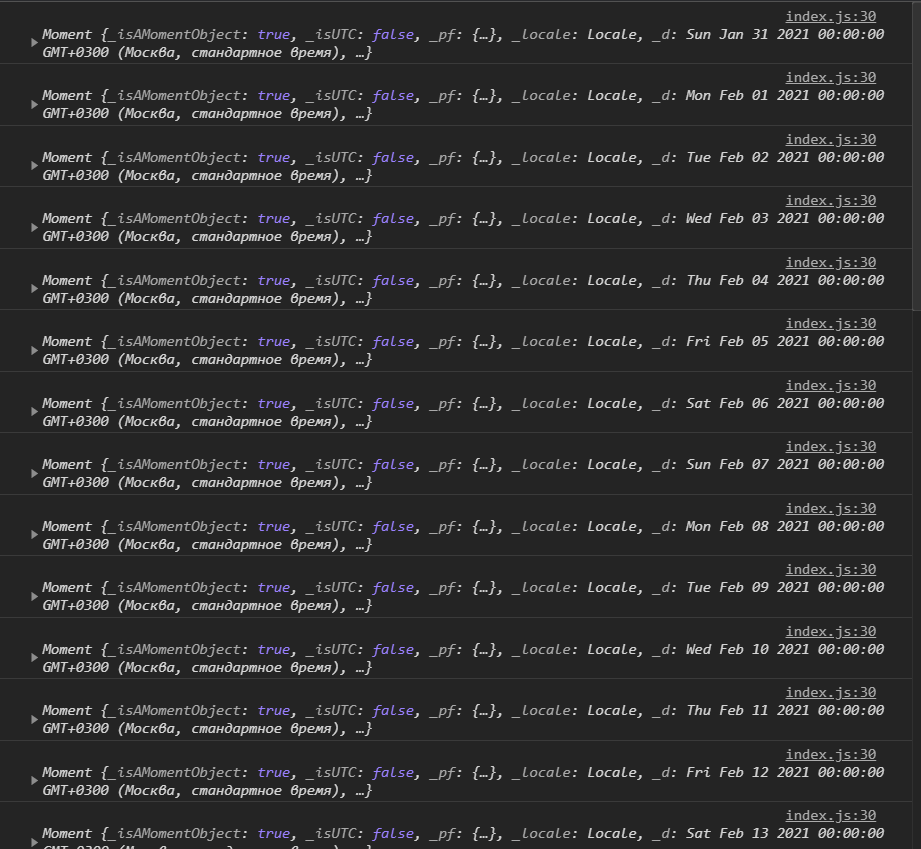 index.js:30
Moment {_isAMomentObject: true, _isUTC: false, _pf: {…}, _locale: Locale, _d: Sun Jan 31 2021 00:00:00
GMT+0300 (Москва, стандартное время), …}
index.js:30
Moment {_isAMomentObject: true, _isUTC: false, _pf: {…}, _locale: Locale, _d: Mon Feb 01 2021 00:00:00
GMT+0300 (Москва, стандартное время), …}
index.js:30
Moment {_isAMomentObject: true, _isUTC: false, _pf: {…}, _locale: Locale, _d: Tue Feb 02 2021 00:00:00
GMT+0300 (Москва, стандартное время), …}
index.js:30
Moment {_isAMomentObject: true, _isUTC: false, _pf: {…}, _locale: Locale, _d: Wed Feb 03 2021 00:00:00
GMT+0300 (Москва, стандартное время), …}
index.js:30
Moment {_isAMomentObject: true, _isUTC: false, _pf: {…}, _locale: Locale, _d: Thu Feb 04 2021 00:00:00
GMT+0300 (Москва, стандартное время), …}
index.js:30
Moment {_isAMomentObject: true, _isUTC: false, _pf: {…}, _locale: Locale, _d: Fri Feb 05 2021 00:00:00
GMT+0300 (Москва, стандартное время), …}
index.js:30
Moment {_isAMomentObject: true, _isUTC: false, _pf: {…}, _locale: Locale, _d: Sat Feb 06 2021 00:00:00
GMT+0300 (Москва, стандартное время), …}
index.js:30
Moment {_isAMomentObject: true, _isUTC: false, _pf: {…}, _locale: Locale, _d: Sun Feb 07 2021 00:00:00
GMT+0300 (Москва, стандартное время), …}
index.js:30
Moment {_isAMomentObject: true, _isUTC: false, _pf: {…}, _locale: Locale, _d: Mon Feb 08 2021 00:00:00
GMT+0300 (Москва, стандартное время), …}
index.js:30
Moment {_isAMomentObject: true, _isUTC: false, _pf: {…}, _locale: Locale, _d: Tue Feb 09 2021 00:00:00
GMT+0300 (Москва, стандартное время), …}
index.js:30
Moment {_isAMomentObject: true, _isUTC: false, _pf: {…}, _locale: Locale, _d: Wed Feb 10 2021 00:00:00
GMT+0300 (Москва, стандартное время), …}
index.js:30
Moment {_isAMomentObject: true, _isUTC: false, _pf: {…}, _locale: Locale, _d: Thu Feb 11 2021 00:00:00
GMT+0300 (Москва, стандартное время), …}
index.js:30
Moment {_isAMomentObject: true, _isUTC: false, _pf: {…}, _locale: Locale, _d: Fri Feb 12 2021 00:00:00
GMT+0300 (Москва, стандартное время), …}
index.js:30
Moment {_isAMomentObject: true, _isUTC: false, _pf: {…}, _locale: Locale, _d: Sat Feb 13 2021 00:00:00